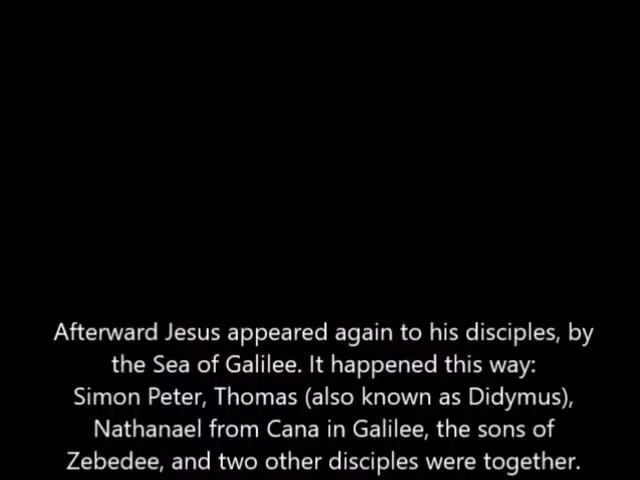 Afterward Jesus appeared again to his disciples, by
the Sea of Galilee. It happened this way:
Simon Peter, Thomas (also known as Didymus),
Nathanael from Cana in Galilee, the sons of
Zebedee, and two other disciples were together.